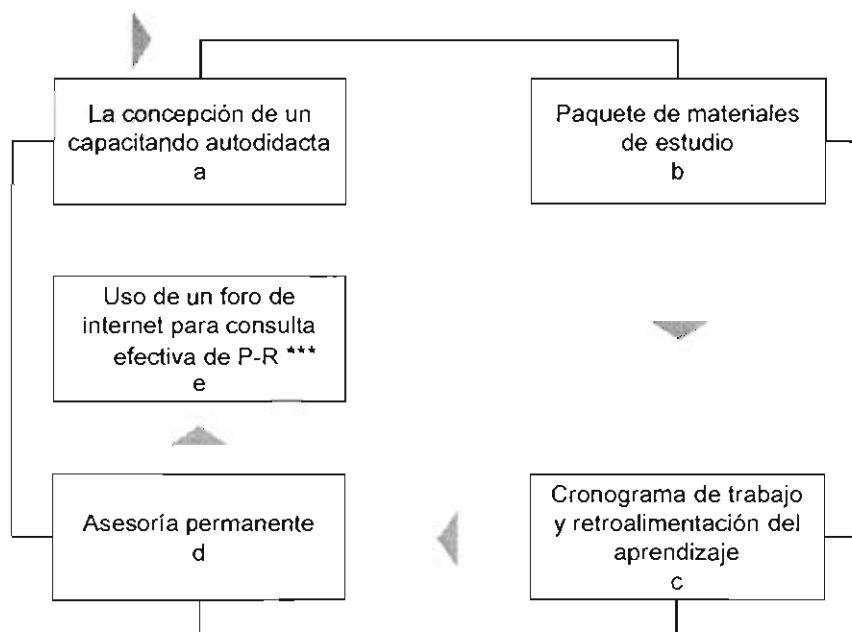 La concepción de un
capacitando autodidacta
a
Paquete de materiales
de estudio
b
Uso de un foro de
internet para consulta
efectiva de P-R ***
e
Asesoría permanente
d
Cronograma de trabajo
y retroalimentación del
aprendizaje
c